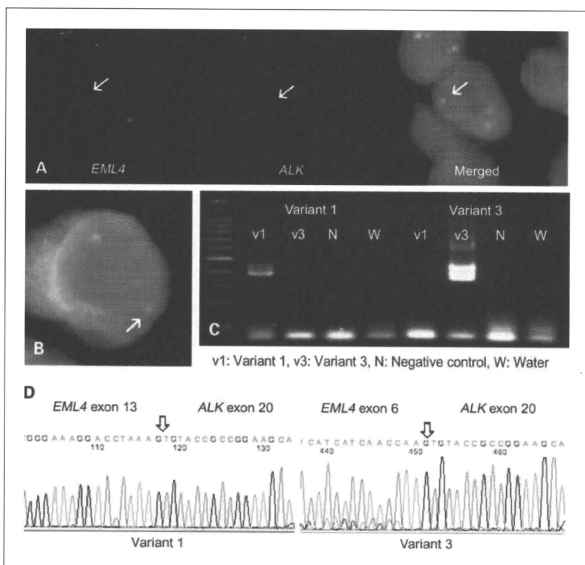 A
EML4
ALK
Merged
B
Variant 1 Variant 3
v1 v3 N W v1 v3 N W
C
v1: Variant 1, v3: Variant 3, N: Negative control, W: Water
D
EML4 exon 13 ALK exon 20 EML4 exon 6 ALK exon 20
TGGGAAAGGACCTAAAGTGTACCGCCGGAAGCA TCATCATCAACCAAGTGTACCGCCGGAAGCA
110 120 130 440 450 460
Variant 1 Variant 3